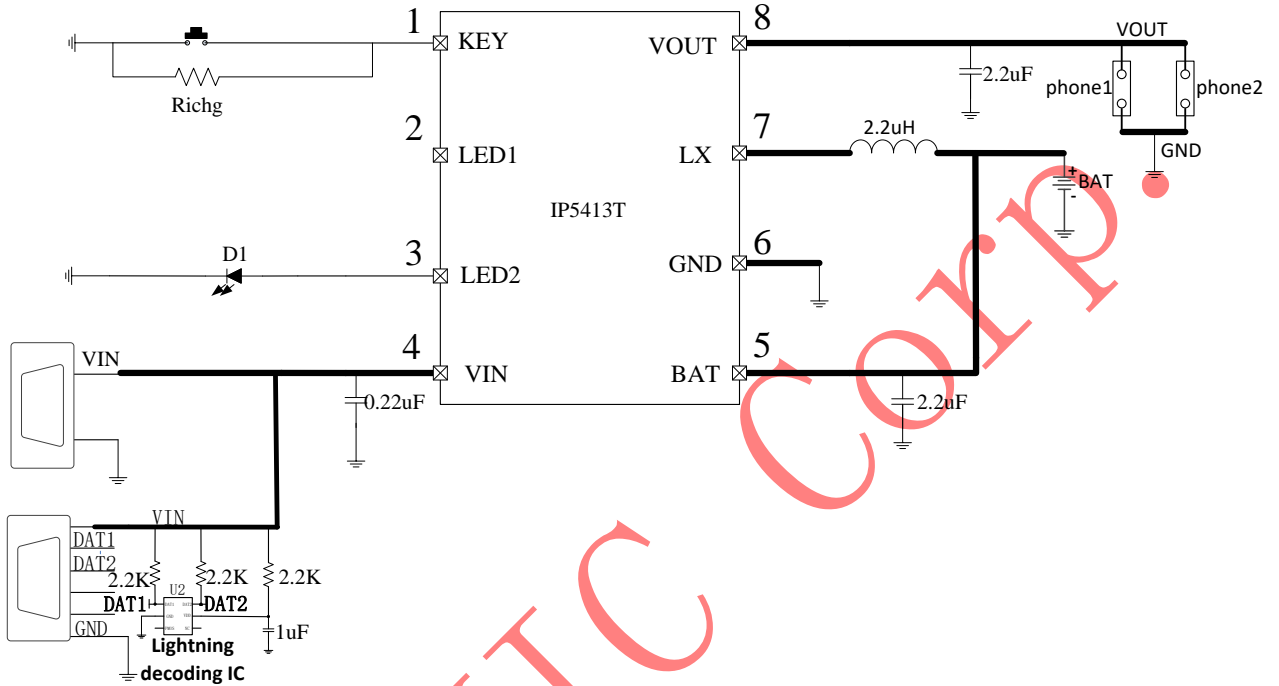 1
KEY
Richg
2
LED1
3
D1
LED2
4
VIN
VIN
0.22uF
IP5413T
8
VOUT
VOUT
2.2uF
phone1
phone2
GND
7
LX
2.2uH
+
BAT
-
6
GND
5
BAT
2.2uF
VIN
DAT1
DAT2
2.2K
2.2K
2.2K
U2
DAT1
DAT2
GND
1uF
Lightning
decoding IC
IC Corp.